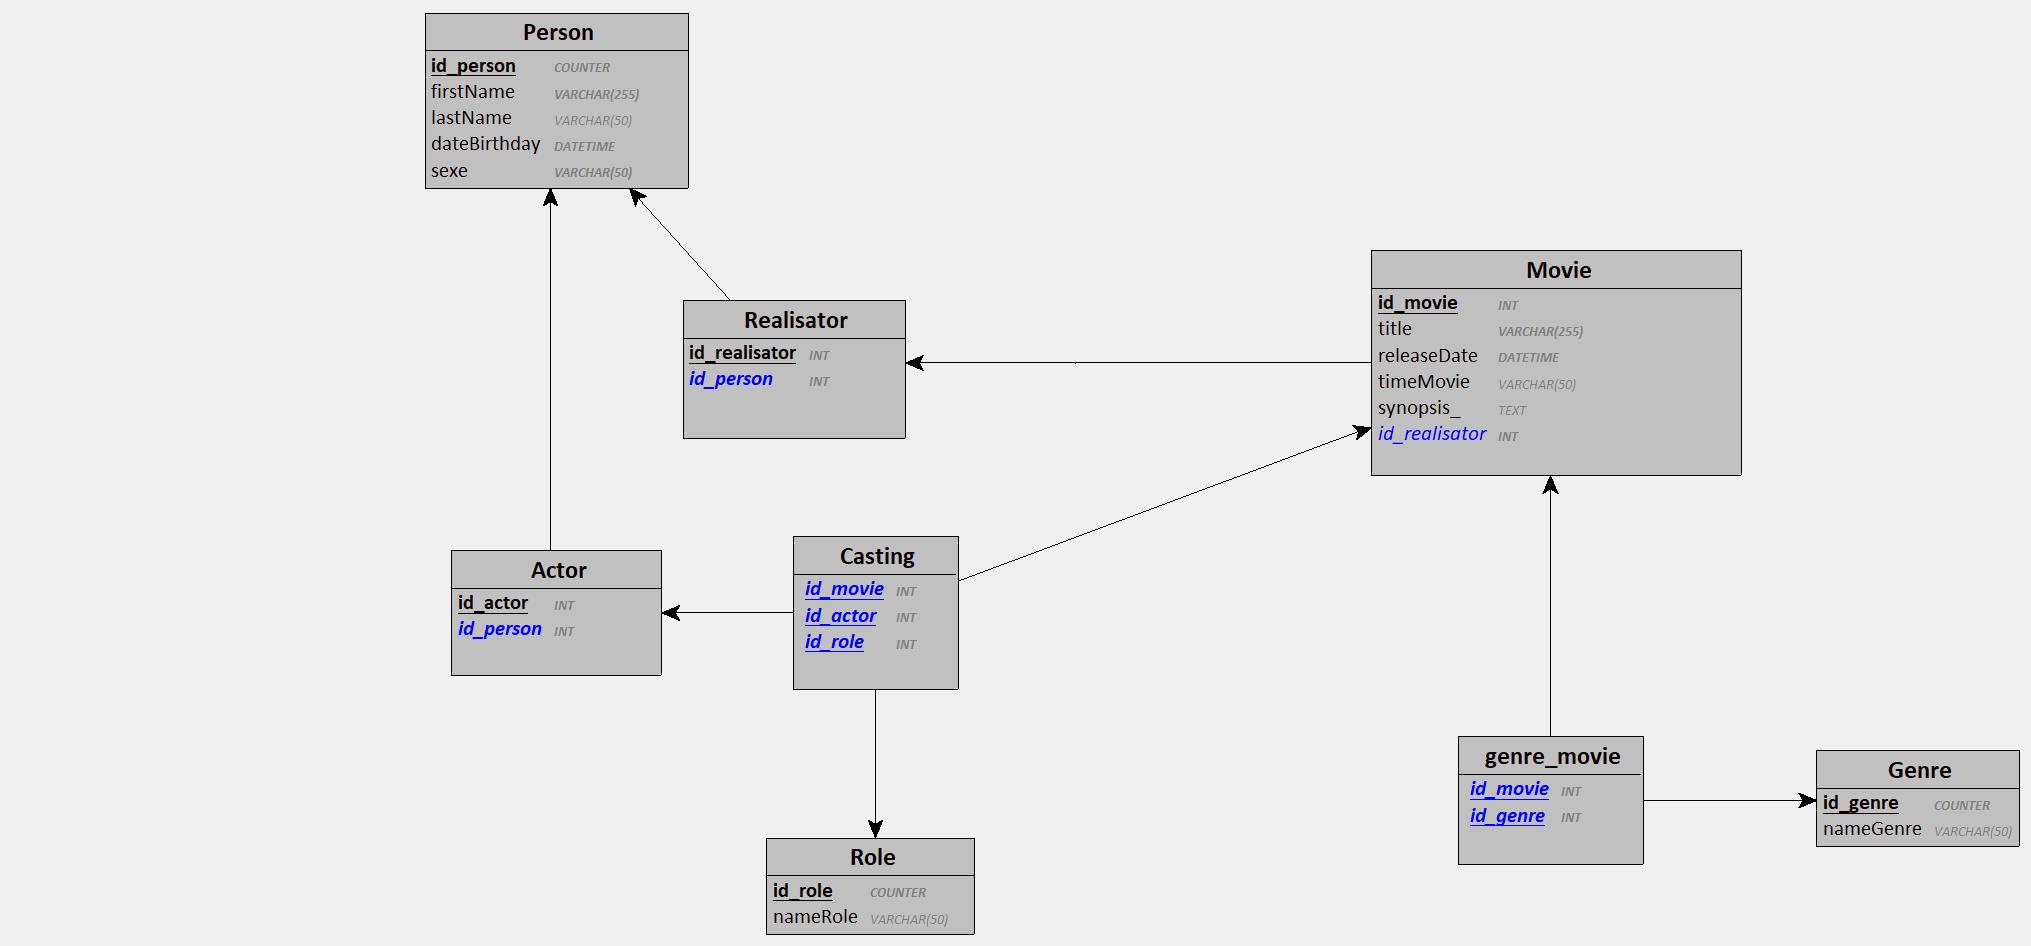 Person
id_person COUNTER
firstName VARCHAR(255)
lastName VARCHAR(50)
dateBirthday DATETIME
sexe VARCHAR(50)
Realisator
id_realisator INT
id_person INT
Movie
id_movie INT
title VARCHAR(255)
releaseDate DATETIME
timeMovie VARCHAR(50)
synopsis_ TEXT
id_realisator INT
Actor
id_actor INT
id_person INT
Casting
id_movie INT
id_actor INT
id_role INT
genre_movie
id_movie INT
id_genre INT
Genre
id_genre COUNTER
nameGenre VARCHAR(50)
Role
id_role COUNTER
nameRole VARCHAR(50)